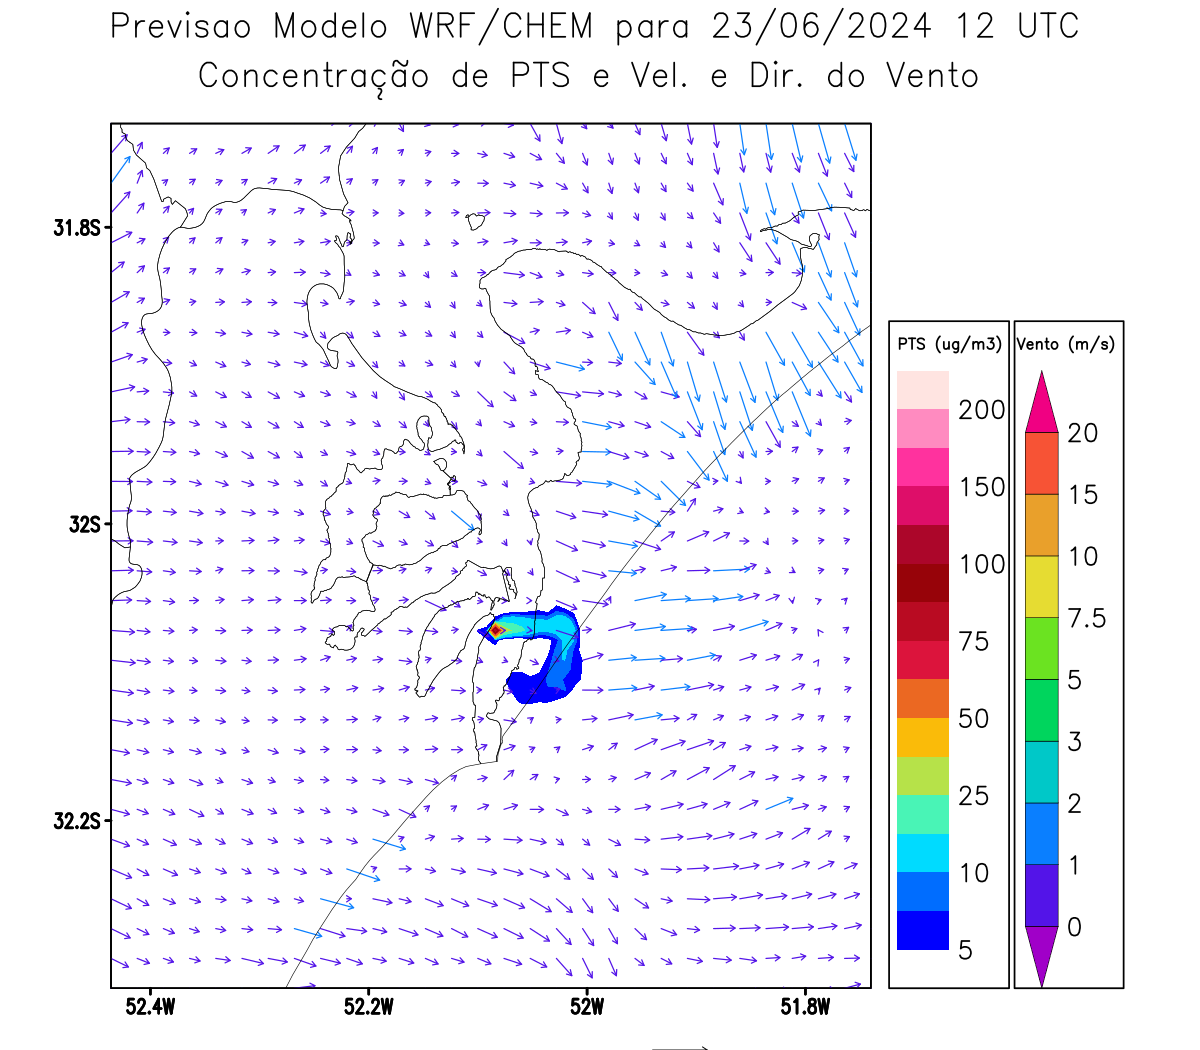 Previsao Modelo WRF/CHEM para 23/06/2024 12 UTC
Concentração de PTS e Vel. e Dir. do Vento
31.8S
32S
32.2S
52.4W
52.2W
52W
51.8W
PTS (ug/m3)
200
150
100
75
50
25
10
5
Vento (m/s)
20
15
10
7.5
5
3
2
1
0